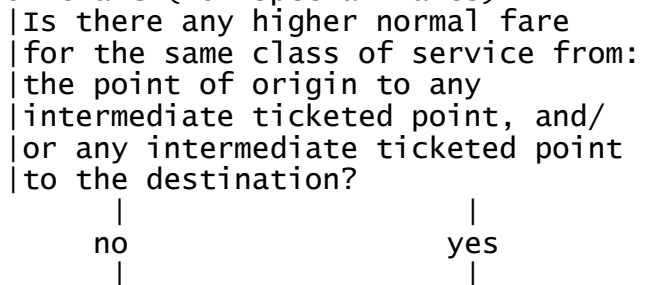 |Is there any higher normal fare
|for the same class of service from:
|the point of origin to any
|intermediate ticketed point, and/
|or any intermediate ticketed point
|to the destination?
| |
no yes
| |